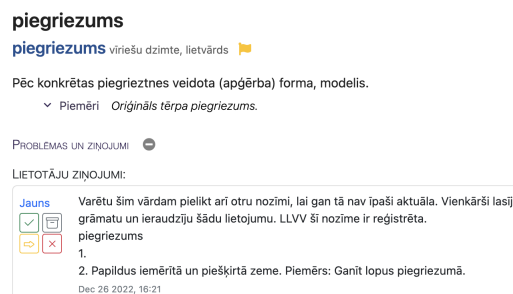 piegriezums
piegriezums vīriešu dzimte, lietvārds
Pēc konkrētas piegrieztnes veidota (apģērba) forma, modelis.
Piemēri Oriģināls tērpa piegriezums.
Problēmas un ziņojumi
Lietotāju ziņojumi:
Jauns
Varētu šim vārdam pielikt arī otru nozīmi, lai gan tā nav īpaši aktuāla. Vienkārši lasīj
grāmatu un ieraudzīju šādu lietojumu. LLVV šī nozīme ir reģistrēta.
piegriezums
1.
2. Papildus iemērītā un piešķirtā zeme. Piemērs: Ganīt lopus piegriezumā.
Dec 26 2022, 16:21